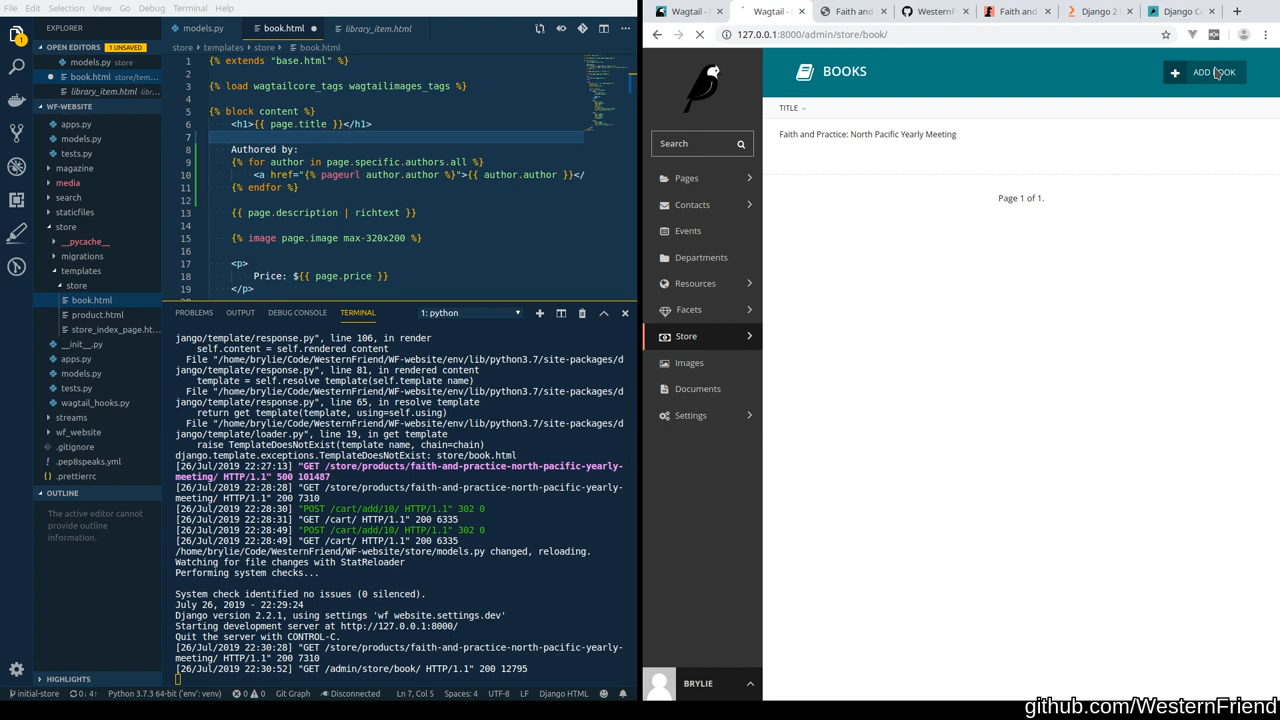 File Edit Selection View Go Debug Terminal Help
EXPLORER
OPEN EDITORS 1 UNSAVED
models.py store
book.html store/tem...
library_item.html libr...
WF-WEBSITE
apps.py
models.py
tests.py
magazine
media
search
staticfiles
store
__pycache__
migrations
templates
store
book.html
product.html
store_index_page.ht...
__init__.py
apps.py
models.py
tests.py
wagtail_hooks.py
streams
wf_website
.gitignore
.pep8speaks.yml
.prettierrc
OUTLINE
The active editor cannot
provide outline
information.
HIGHLIGHTS
models.py book.html library_item.html
store templates store book.html
1 {% extends "base.html" %}
2
3 {% load wagtailcore_tags wagtailimages_tags %}
4
5 {% block content %}
6 <h1>{{ page.title }}</h1>
7
8 Authored by:
9 {% for author in page.specific.authors.all %}
10 <a href="{% pageurl author.author %}">{{ author.author }}</
11 {% endfor %}
12
13 {{ page.description | richtext }}
14
15 {% image page.image max-320x200 %}
16
17 <p>
18 Price: ${{ page.price }}
19 </p>
PROBLEMS OUTPUT DEBUG CONSOLE TERMINAL 1: python
jango/template/response.py", line 106, in render
self.content = self.rendered content
File "/home/brylie/Code/WesternFriend/WF-website/env/lib/python3.7/site-packages/d
jango/template/response.py", line 81, in rendered content
template = self.resolve template(self.template name)
File "/home/brylie/Code/WesternFriend/WF-website/env/lib/python3.7/site-packages/d
jango/template/response.py", line 65, in resolve template
return get template(template, using=self.using)
File "/home/brylie/Code/WesternFriend/WF-website/env/lib/python3.7/site-packages/d
jango/template/loader.py", line 19, in get template
raise TemplateDoesNotExist(template name, chain=chain)
django.template.exceptions.TemplateDoesNotExist: store/book.html
[26/Jul/2019 22:27:13] "GET /store/products/faith-and-practice-north-pacific-yearly-
meeting/ HTTP/1.1" 500 101487
[26/Jul/2019 22:28:28] "GET /store/products/faith-and-practice-north-pacific-yearly-
meeting/ HTTP/1.1" 200 7310
[26/Jul/2019 22:28:30] "POST /cart/add/10/ HTTP/1.1" 302 0
[26/Jul/2019 22:28:31] "GET /cart/ HTTP/1.1" 200 6335
[26/Jul/2019 22:28:49] "POST /cart/add/10/ HTTP/1.1" 302 0
[26/Jul/2019 22:28:49] "GET /cart/ HTTP/1.1" 200 6335
/home/brylie/Code/WesternFriend/WF-website/store/models.py changed, reloading.
Watching for file changes with StatReloader
Performing system checks...
System check identified no issues (0 silenced).
July 26, 2019 - 22:29:24
Django version 2.2.1, using settings 'wf website.settings.dev'
Starting development server at http://127.0.0.1:8000/
Quit the server with CONTROL-C.
[26/Jul/2019 22:30:28] "GET /store/products/faith-and-practice-north-pacific-yearly-
meeting/ HTTP/1.1" 200 7310
[26/Jul/2019 22:30:52] "GET /admin/store/book/ HTTP/1.1" 200 12795
initial-store 0↓ 4↑ Python 3.7.3 64-bit ('env': venv) 0 0 Git Graph Disconnected Ln 7, Col 5 Spaces: 4 UTF-8 LF Django HTML
Wagtail - Wagtail - Faith and WesternF Faith and Django 2 Django C
127.0.0.1:8000/admin/store/book/
Search
Pages
Contacts
Events
Departments
Resources
Facets
Store
Images
Documents
Settings
BRYLIE
BOOKS
ADD BOOK
TITLE
Faith and Practice: North Pacific Yearly Meeting
Page 1 of 1.
github.com/WesternFriend